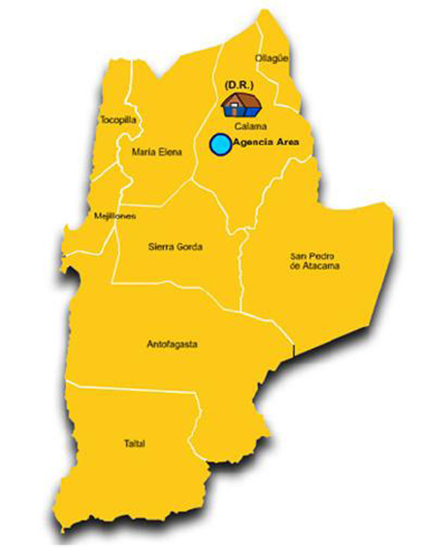 Ollagüe
(D.R.)
Tocopilla
Calama
Agencia Area
María Elena
Mejillones
Sierra Gorda
San Pedro
de Atacama
Antofagasta
Taltal